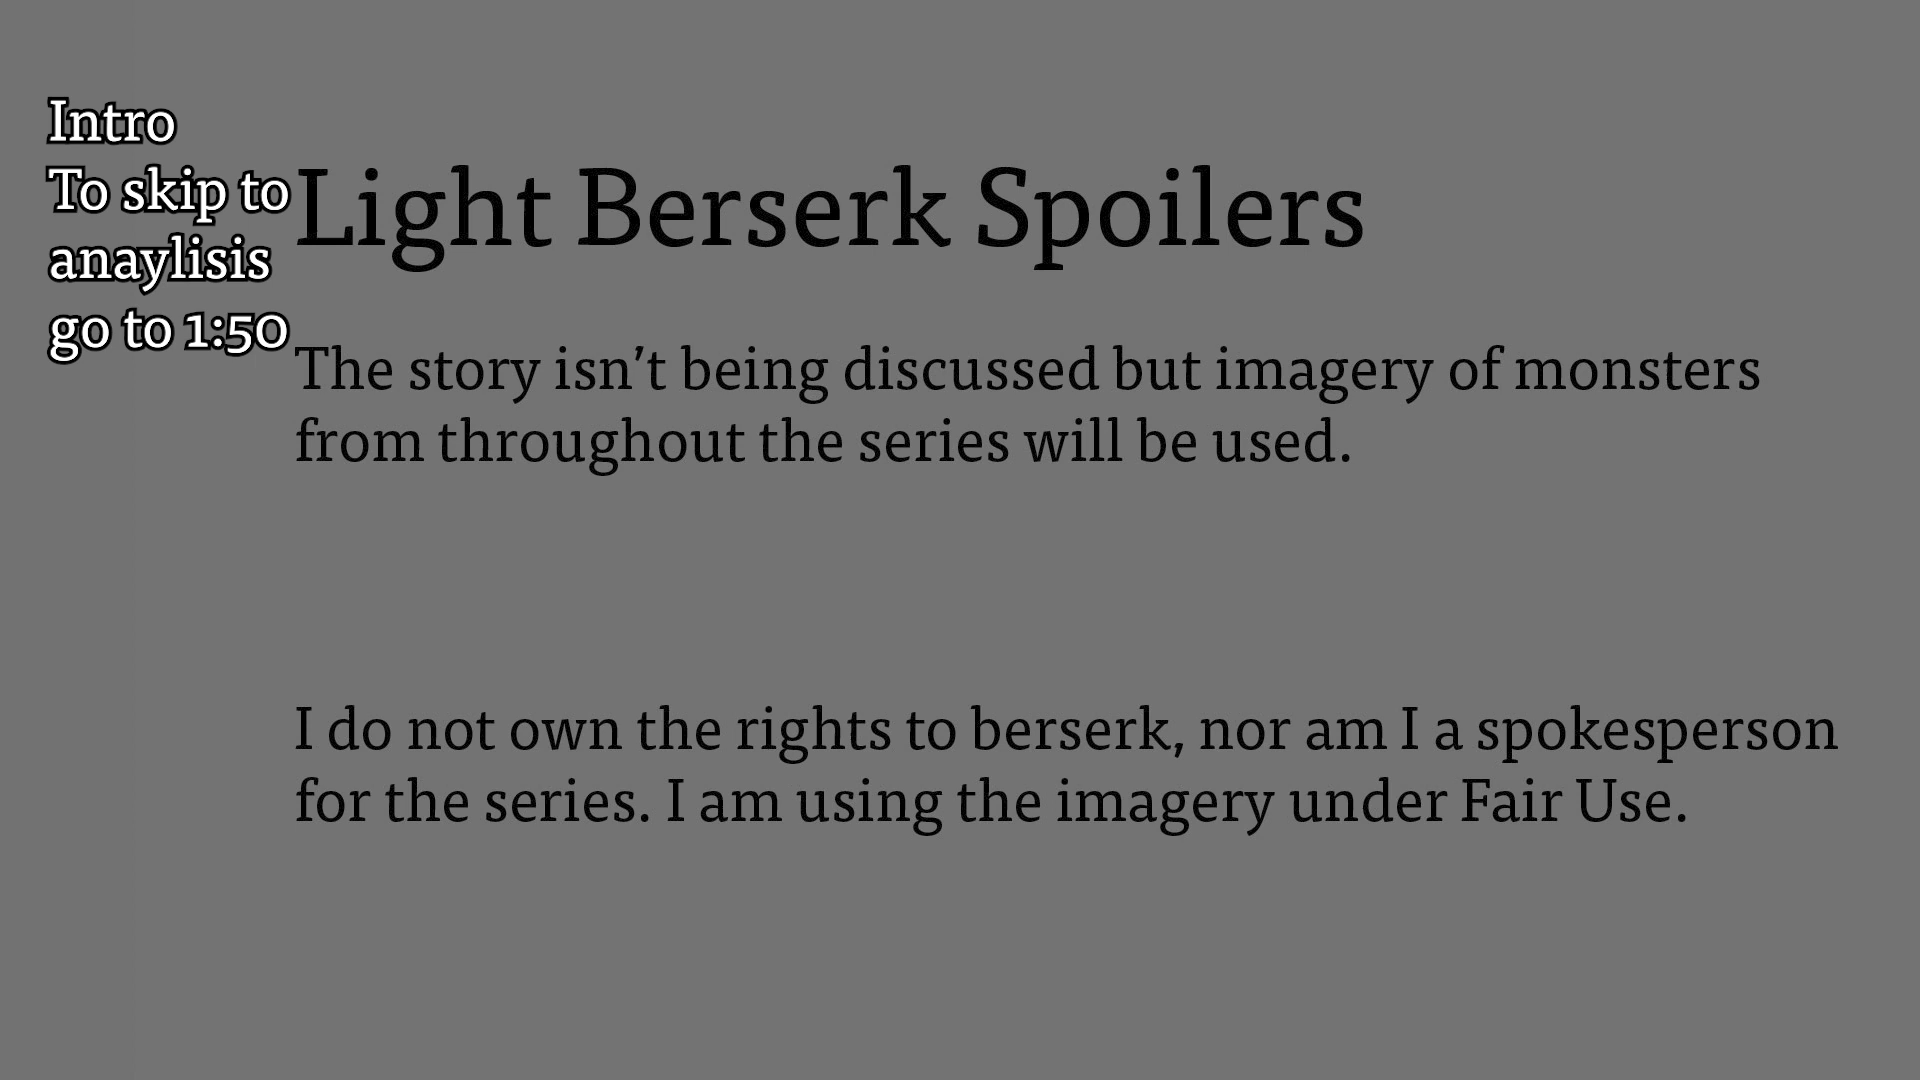 Intro
To skip to
anaylisis
go to 1:50
Light Berserk Spoilers
The story isn't being discussed but imagery of monsters
from throughout the series will be used.
I do not own the rights to berserk, nor am I a spokesperson
for the series. I am using the imagery under Fair Use.